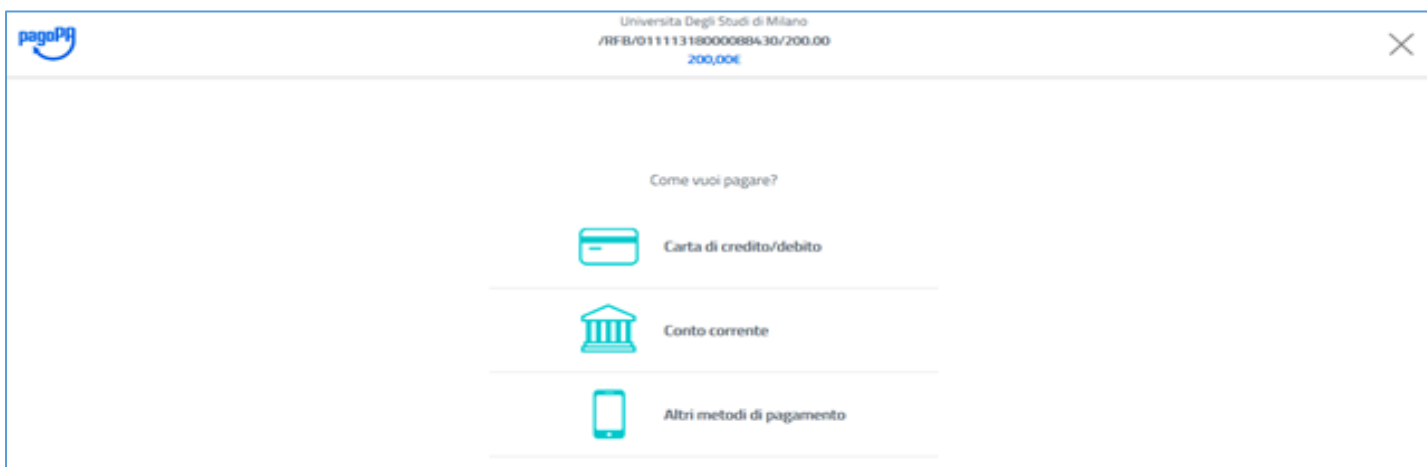 pagoPA
Universita Degli Studi di Milano
/RFB/01111318000088430/200.00
200,00€
Come vuoi pagare?
Carta di credito/debito
Conto corrente
Altri metodi di pagamento